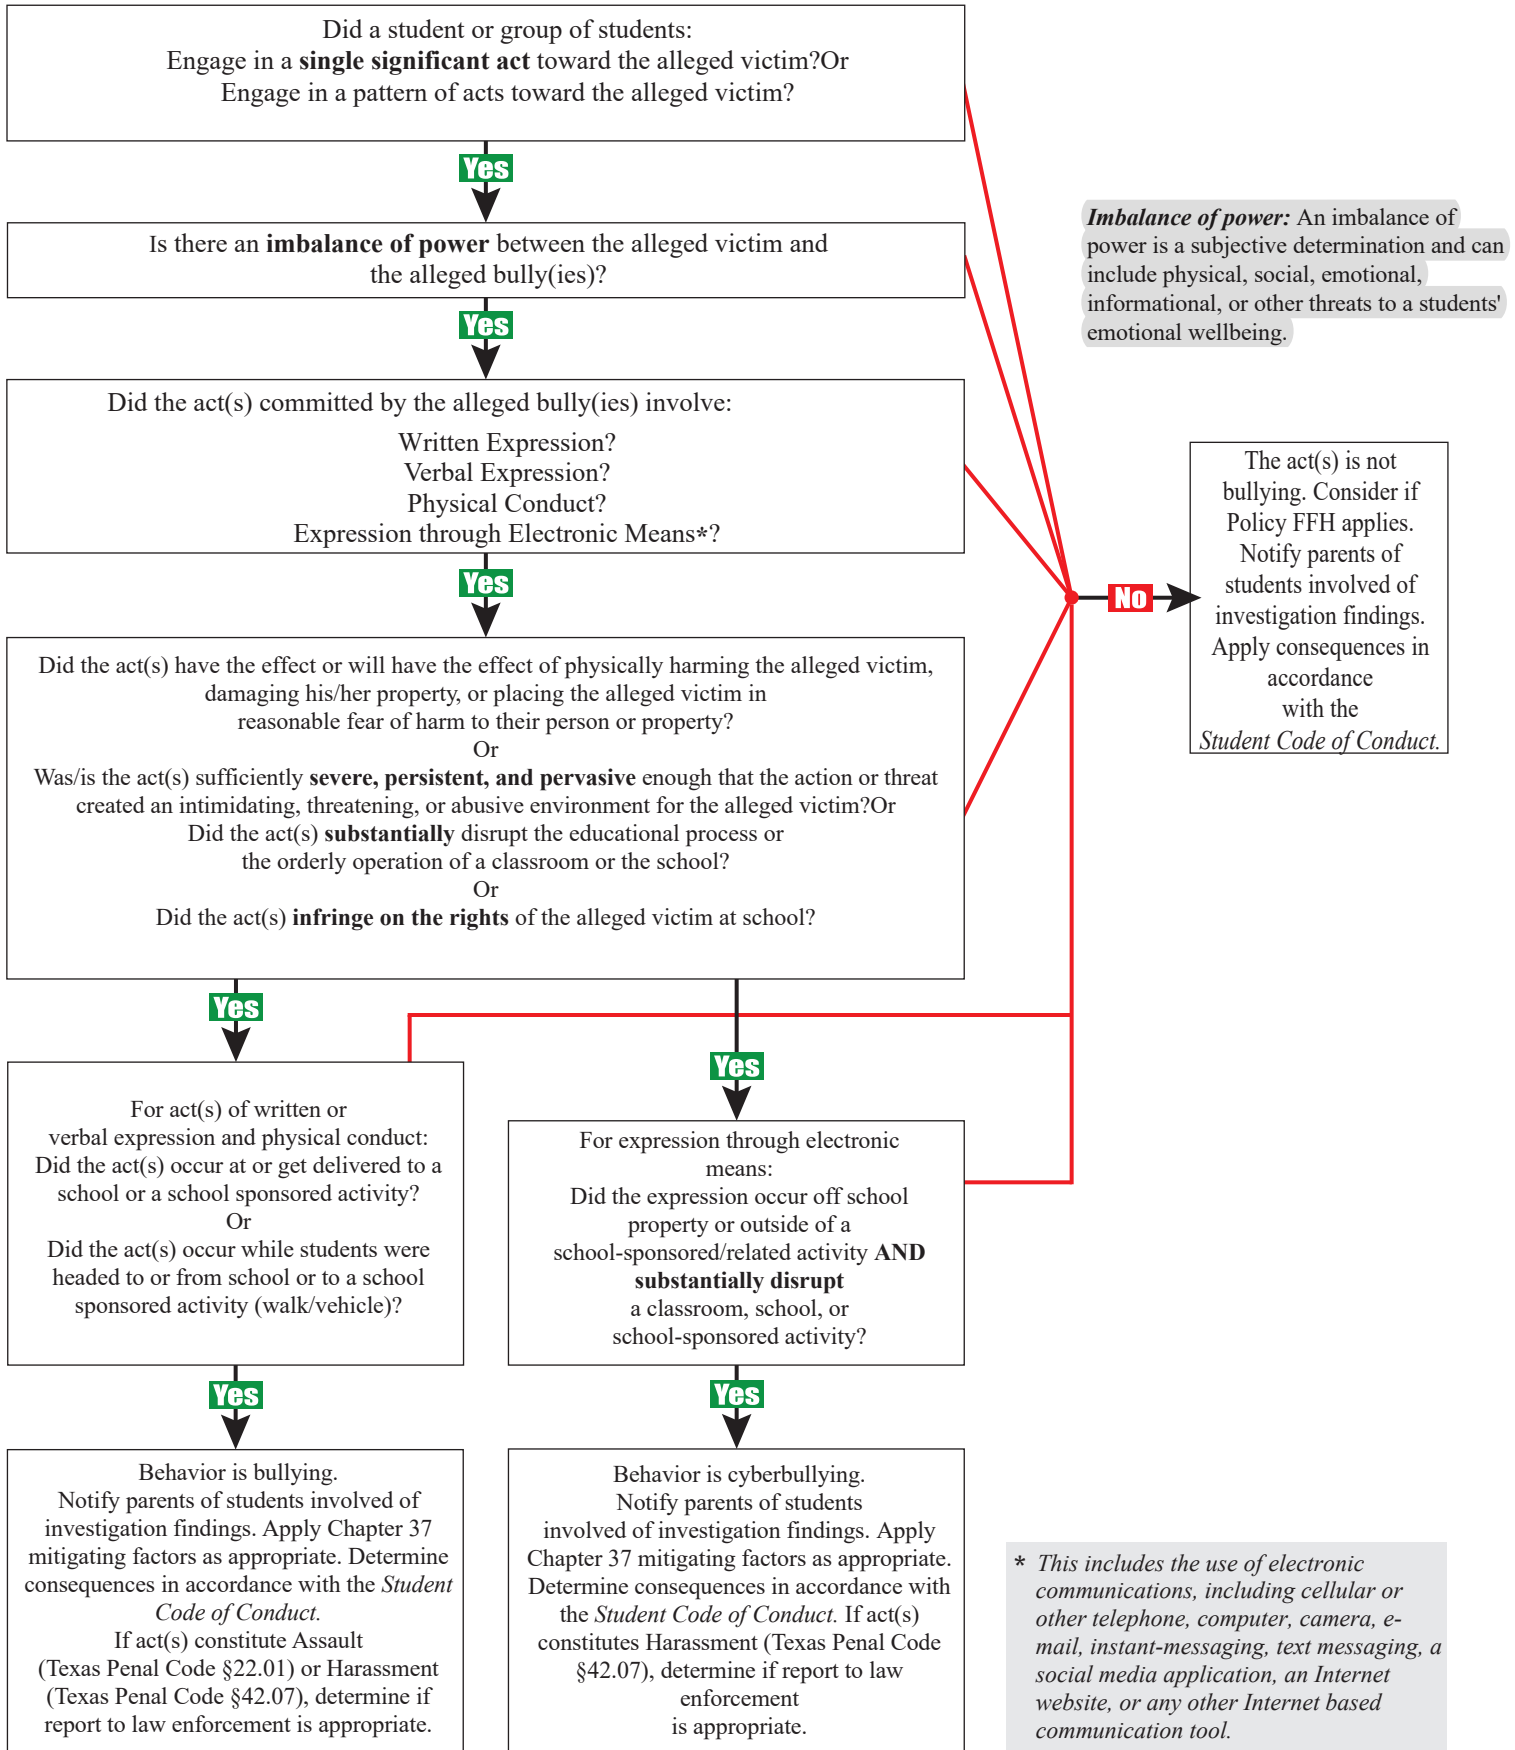 Did a student or group of students:
Engage in a single significant act toward the alleged victim?Or
Engage in a pattern of acts toward the alleged victim?
Yes
Is there an imbalance of power between the alleged victim and
the alleged bully(ies)?
Imbalance of power: An imbalance of
power is a subjective determination and can
include physical, social, emotional,
informational, or other threats to a students'
emotional wellbeing.
Yes
Did the act(s) committed by the alleged bully(ies) involve:
Written Expression?
Verbal Expression?
Physical Conduct?
Expression through Electronic Means*?
The act(s) is not
bullying. Consider if
Policy FFH applies.
Notify parents of
students involved of
investigation findings.
Apply consequences in
accordance
with the
Student Code of Conduct.
No
Yes
Did the act(s) have the effect or will have the effect of physically harming the alleged victim,
damaging his/her property, or placing the alleged victim in
reasonable fear of harm to their person or property?
Or
Was/is the act(s) sufficiently severe, persistent, and pervasive enough that the action or threat
created an intimidating, threatening, or abusive environment for the alleged victim?Or
Did the act(s) substantially disrupt the educational process or
the orderly operation of a classroom or the school?
Or
Did the act(s) infringe on the rights of the alleged victim at school?
Yes
For act(s) of written or
verbal expression and physical conduct:
Did the act(s) occur at or get delivered to a
school or a school sponsored activity?
Or
Did the act(s) occur while students were
headed to or from school or to a school
sponsored activity (walk/vehicle)?
Yes
For expression through electronic
means:
Did the expression occur off school
property or outside of a
school-sponsored/related activity AND
substantially disrupt
a classroom, school, or
school-sponsored activity?
Yes
Behavior is bullying.
Notify parents of students involved of
investigation findings. Apply Chapter 37
mitigating factors as appropriate. Determine
consequences in accordance with the Student
Code of Conduct.
If act(s) constitute Assault
(Texas Penal Code §22.01) or Harassment
(Texas Penal Code §42.07), determine if
report to law enforcement is appropriate.
Yes
Behavior is cyberbullying.
Notify parents of students
involved of investigation findings. Apply
Chapter 37 mitigating factors as appropriate.
Determine consequences in accordance with
the Student Code of Conduct. If act(s)
constitutes Harassment (Texas Penal Code
§42.07), determine if report to law
enforcement
is appropriate.
* This includes the use of electronic
communications, including cellular or
other telephone, computer, camera, e-
mail, instant-messaging, text messaging, a
social media application, an Internet
website, or any other Internet based
communication tool.